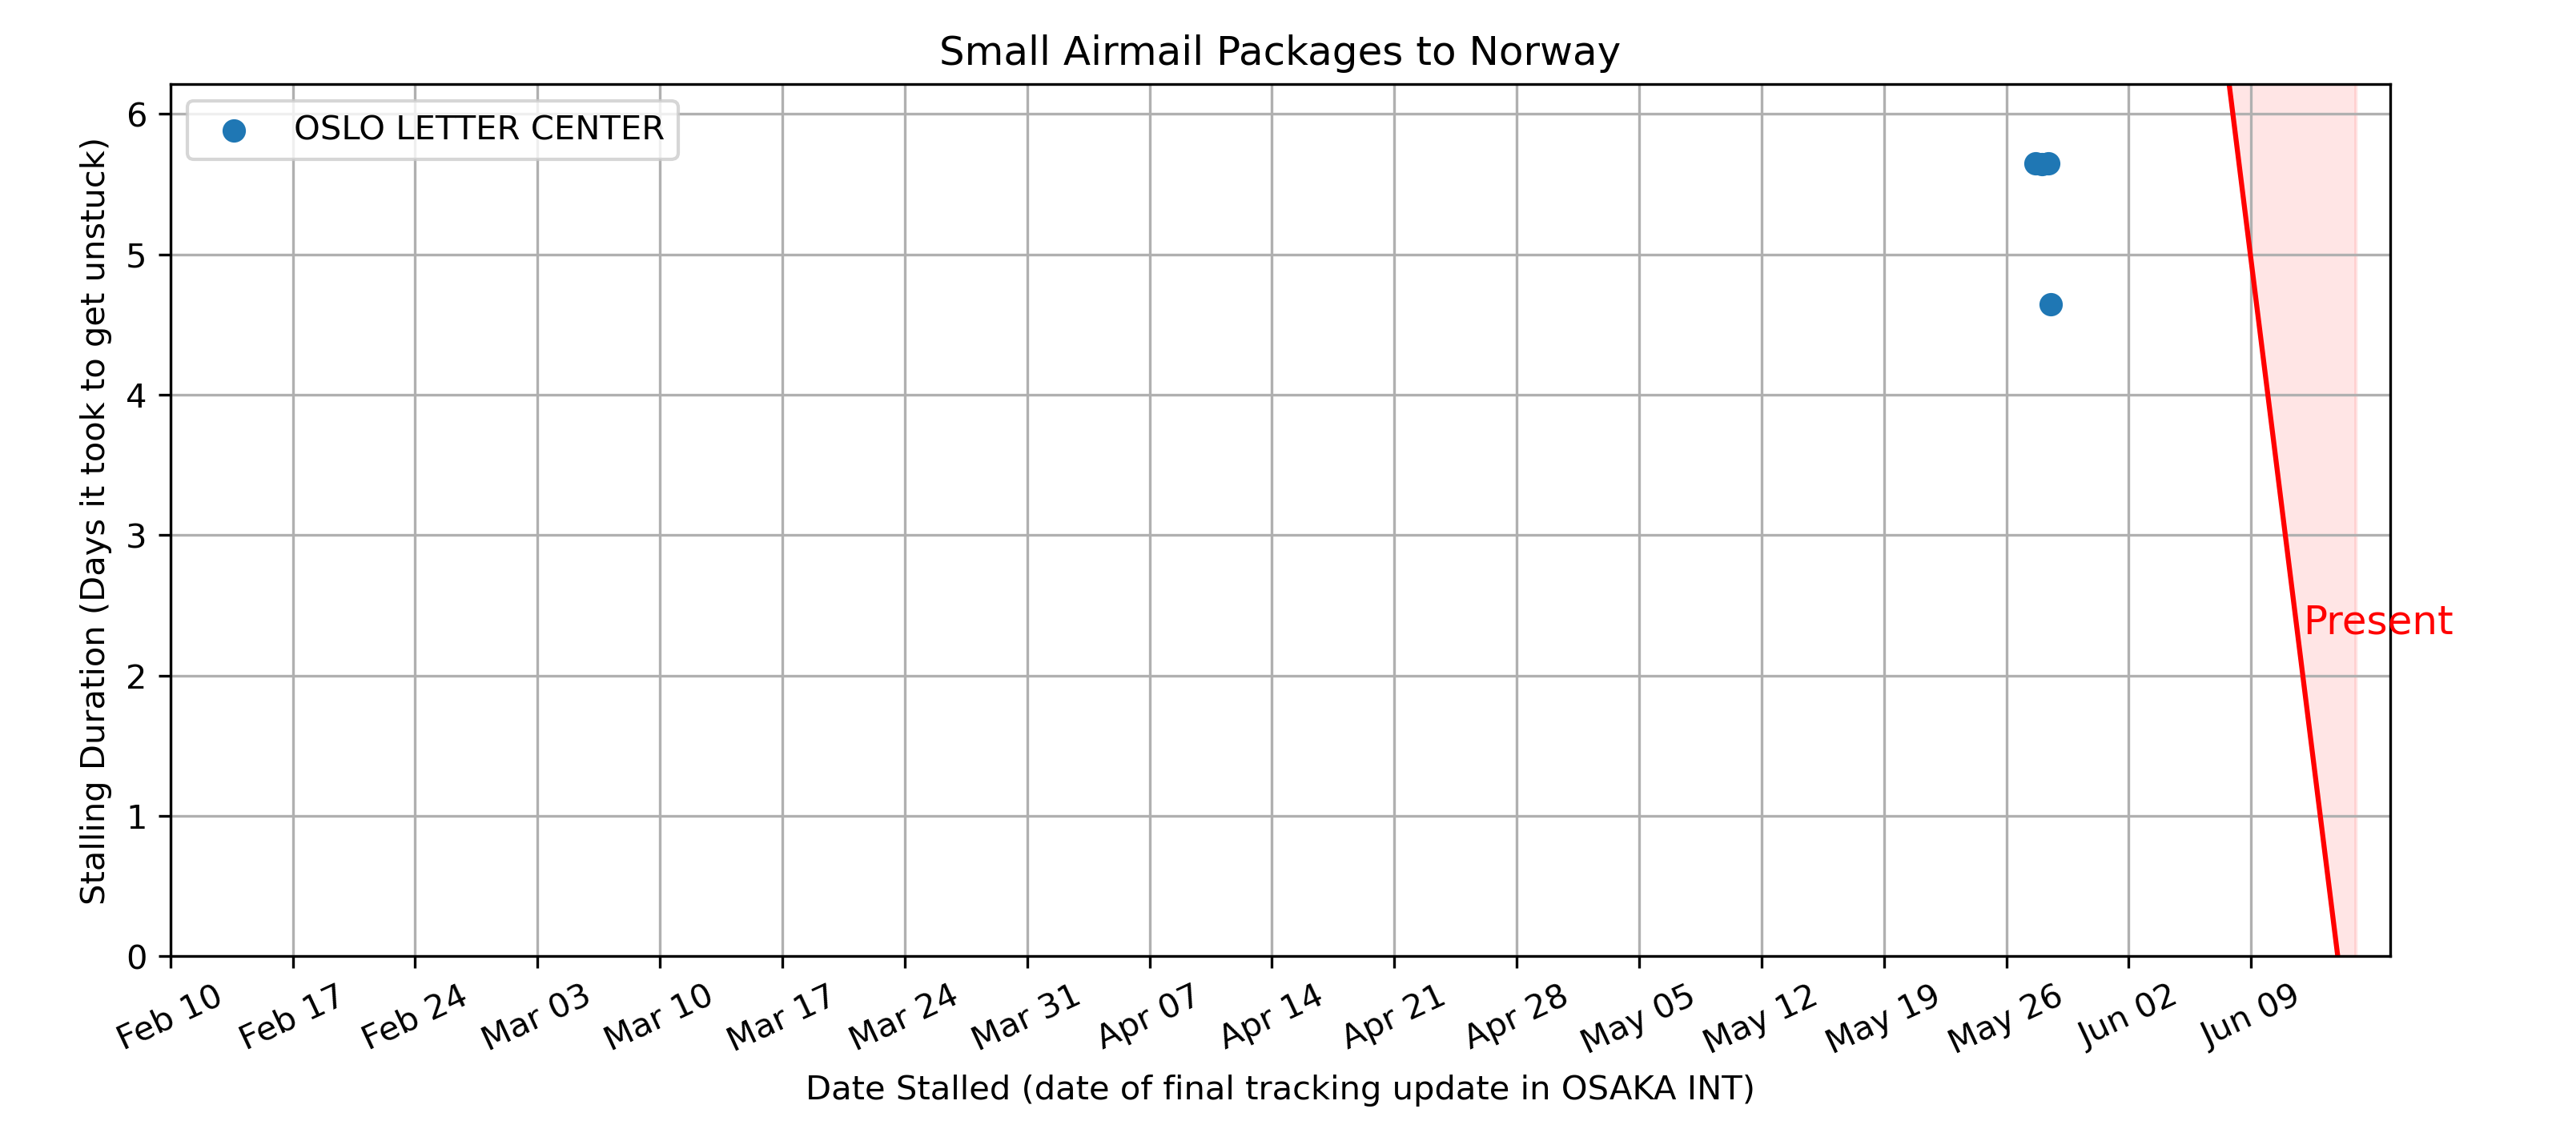 Small Airmail Packages to Norway
OSLO LETTER CENTER
Stalling Duration (Days it took to get unstuck)
6
5
4
3
2
1
0
Present
Feb 10
Feb 17
Feb 24
Mar 03
Mar 10
Mar 17
Mar 24
Mar 31
Apr 07
Apr 14
Apr 21
Apr 28
May 05
May 12
May 19
May 26
Jun 02
Jun 09
Date Stalled (date of final tracking update in OSAKA INT)